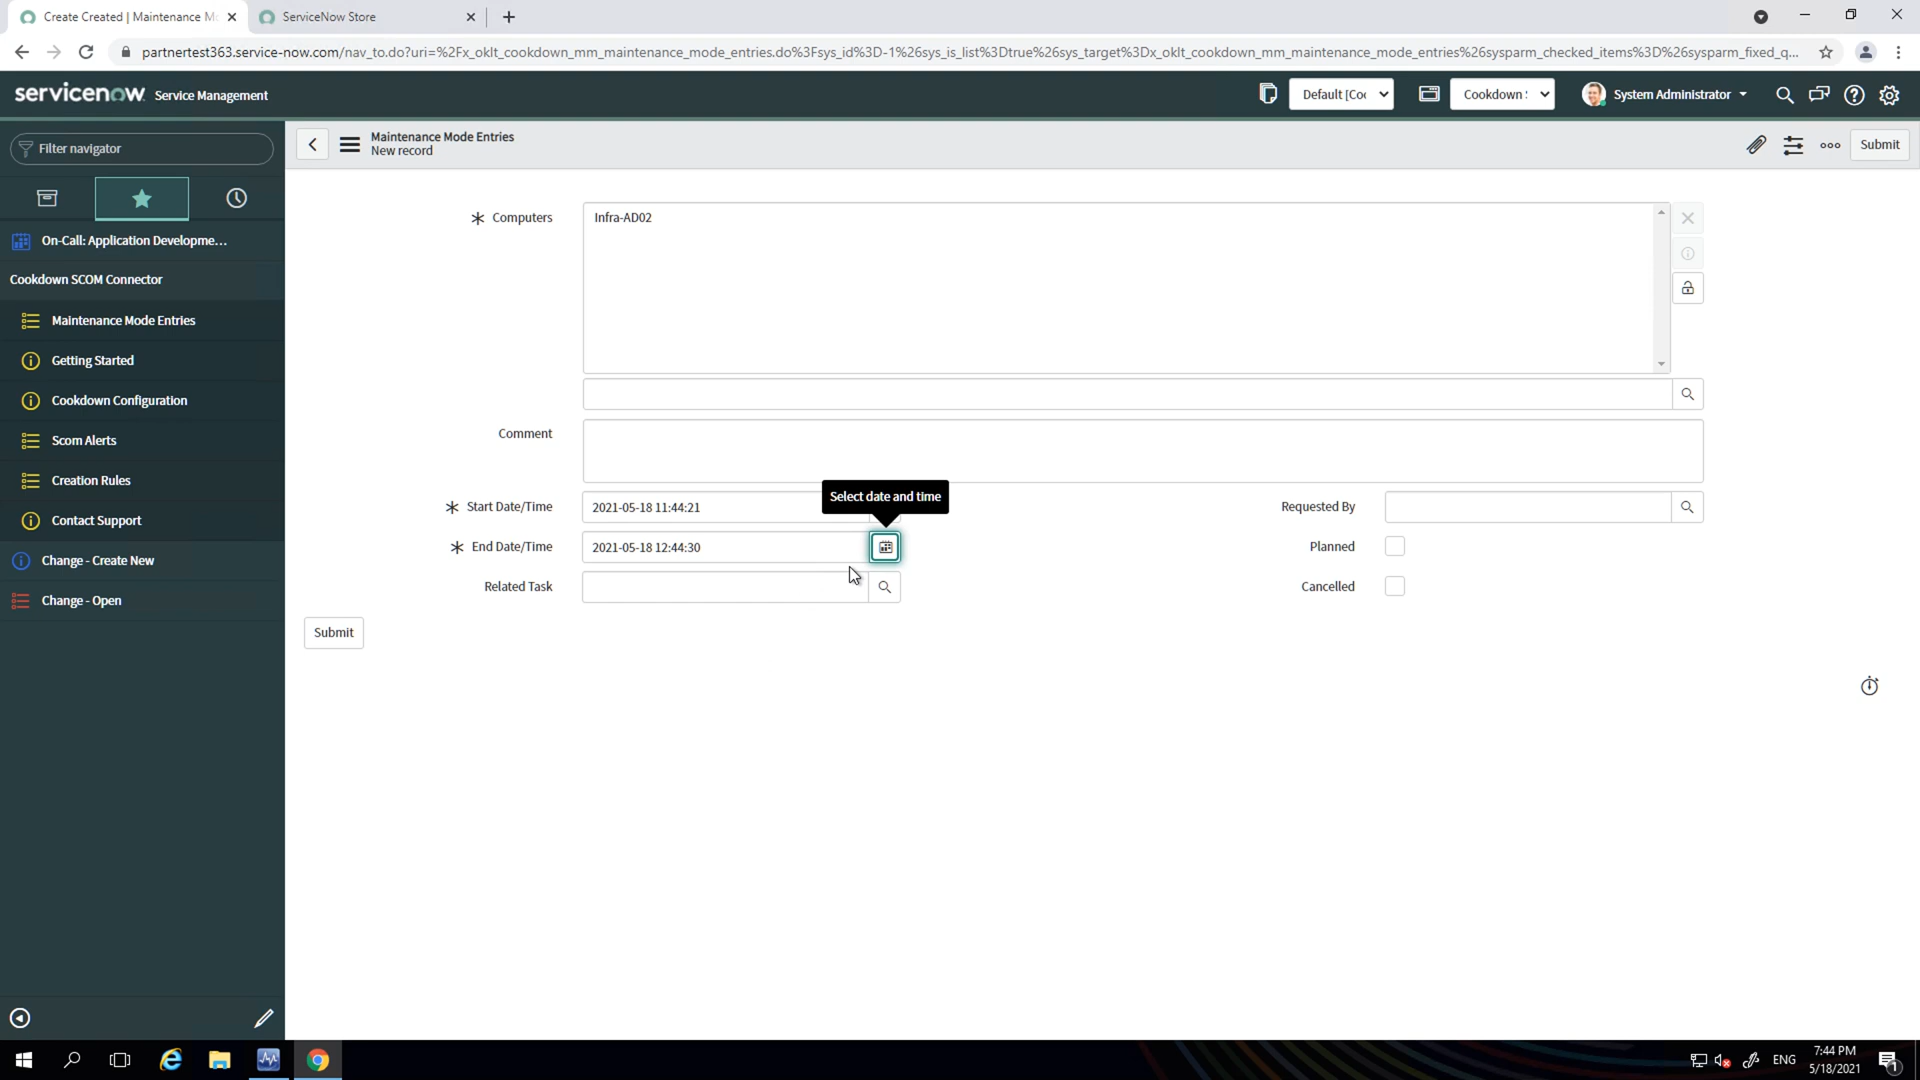 Create Created | Maintenance M
ServiceNow Store
partnertest363.service-now.com/nav_to.do?uri=%2Fx_oklt_cookdown_mm_maintenance_mode_entries.do%3Fsys_id%3D-1%26sys_is_list%3Dtrue%26sys_target%3Dx_oklt_cookdown_mm_maintenance_mode_entries%26sysparm_checked_items%3D%26sysparm_fixed_q...
servicenow Service Management
Default [Coo
Cookdown S
System Administrator
Filter navigator
Maintenance Mode Entries
New record
Submit
On-Call: Application Developme...
Cookdown SCOM Connector
Maintenance Mode Entries
Getting Started
Cookdown Configuration
Scom Alerts
Creation Rules
Contact Support
Change - Create New
Change - Open
Computers
Infra-AD02
Comment
Select date and time
Start Date/Time
2021-05-18 11:44:21
Requested By
End Date/Time
2021-05-18 12:44:30
Planned
Related Task
Cancelled
Submit
ENG
7:44 PM
5/18/2021
1